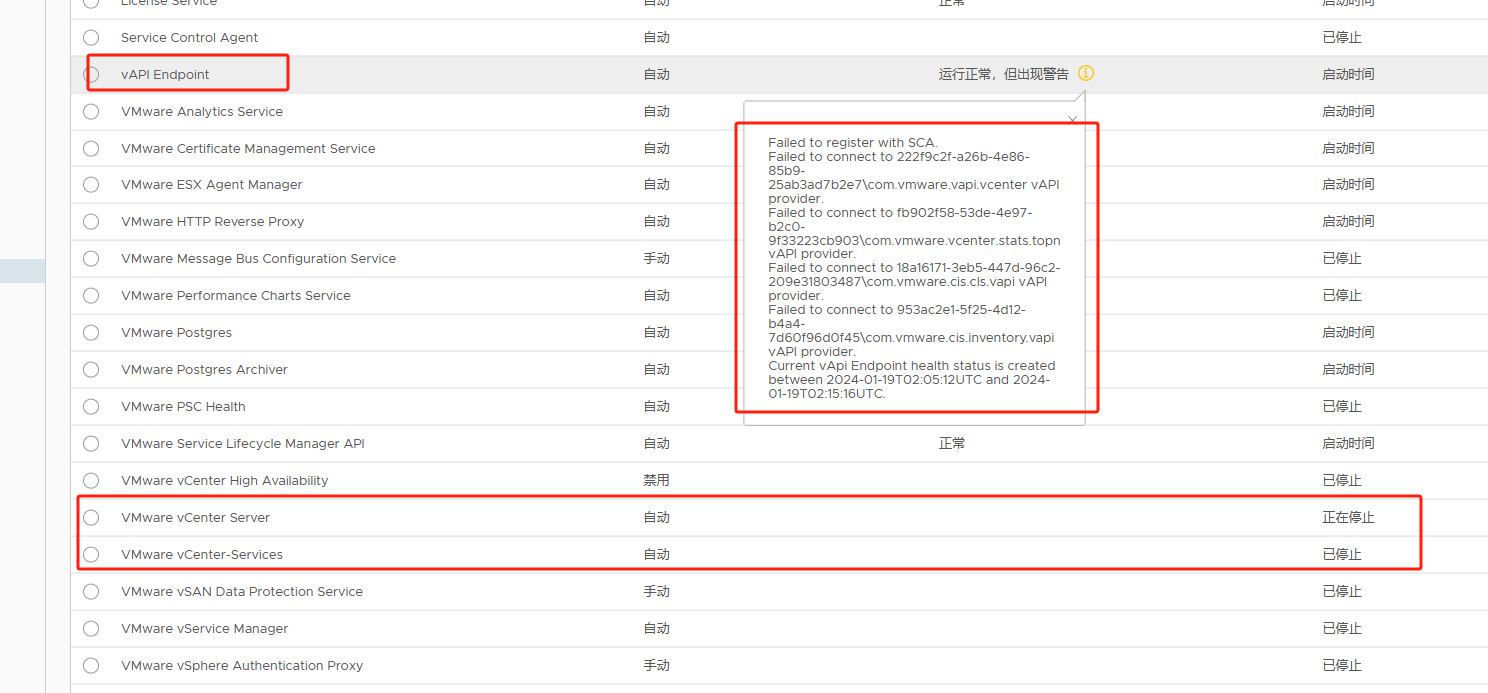 License Service 自动 正常 启动时间
Service Control Agent 自动 已停止
vAPI Endpoint 自动 运行正常，但出现警告 启动时间
VMware Analytics Service 自动 启动时间
VMware Certificate Management Service 自动 启动时间
VMware ESX Agent Manager 自动 启动时间
VMware HTTP Reverse Proxy 自动 启动时间
VMware Message Bus Configuration Service 手动 已停止
VMware Performance Charts Service 自动 已停止
VMware Postgres 自动 启动时间
VMware Postgres Archiver 自动 启动时间
VMware PSC Health 自动 已停止
Failed to register with SCA.
Failed to connect to 222f9c2f-a26b-4e86-
85b9-
25ab3ad7b2e7\com.vmware.vapi.vcenter vAPI
provider.
Failed to connect to fb902f58-53de-4e97-
b2c0-
9f33223cb903\com.vmware.vcenter.stats.topn
vAPI provider.
Failed to connect to 18a16171-3eb5-447d-96c2-
209e31803487\com.vmware.cis.cls.vapi vAPI
provider.
Failed to connect to 953ac2e1-5f25-4d12-
b4a4-
7d60f96d0f45\com.vmware.cis.inventory.vapi
vAPI provider.
Current vApi Endpoint health status is created
between 2024-01-19T02:05:12UTC and 2024-
01-19T02:15:16UTC.
VMware Service Lifecycle Manager API 自动 正常 启动时间
VMware vCenter High Availability 禁用 已停止
VMware vCenter Server 自动 正在停止
VMware vCenter-Services 自动 已停止
VMware vSAN Data Protection Service 手动 已停止
VMware vService Manager 自动 已停止
VMware vSphere Authentication Proxy 手动 已停止